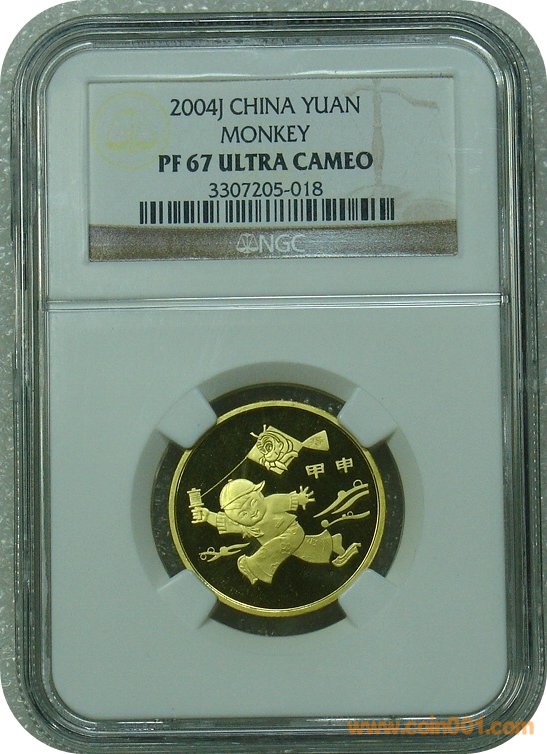 2004J CHINA YUAN
MONKEY
PF 67 ULTRA CAMEO
3307205-018
NGC
甲申
www.coin001.com